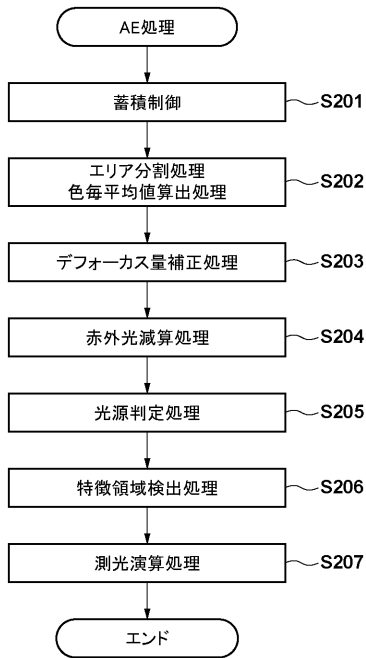 AE処理
蓄積制御
S201
エリア分割処理
色毎平均値算出処理
S202
デフォーカス量補正処理
S203
赤外光減算処理
S204
光源判定処理
S205
特徴領域検出処理
S206
測光演算処理
S207
エンド